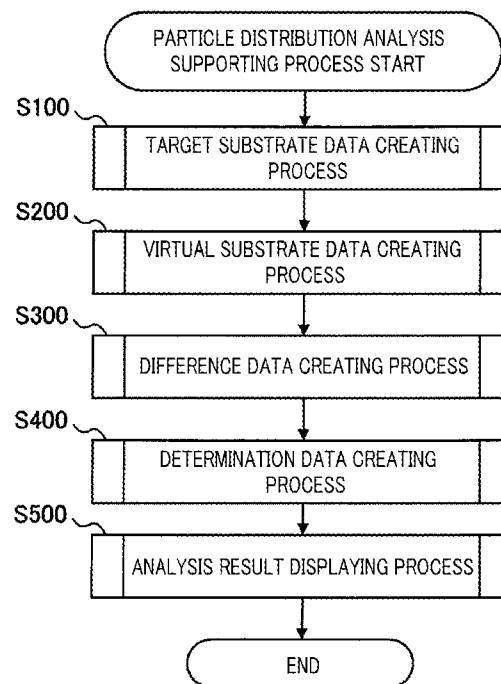 PARTICLE DISTRIBUTION ANALYSIS
SUPPORTING PROCESS START
S100
TARGET SUBSTRATE DATA CREATING
PROCESS
S200
VIRTUAL SUBSTRATE DATA CREATING
PROCESS
S300
DIFFERENCE DATA CREATING PROCESS
S400
DETERMINATION DATA CREATING
PROCESS
S500
ANALYSIS RESULT DISPLAYING PROCESS
END